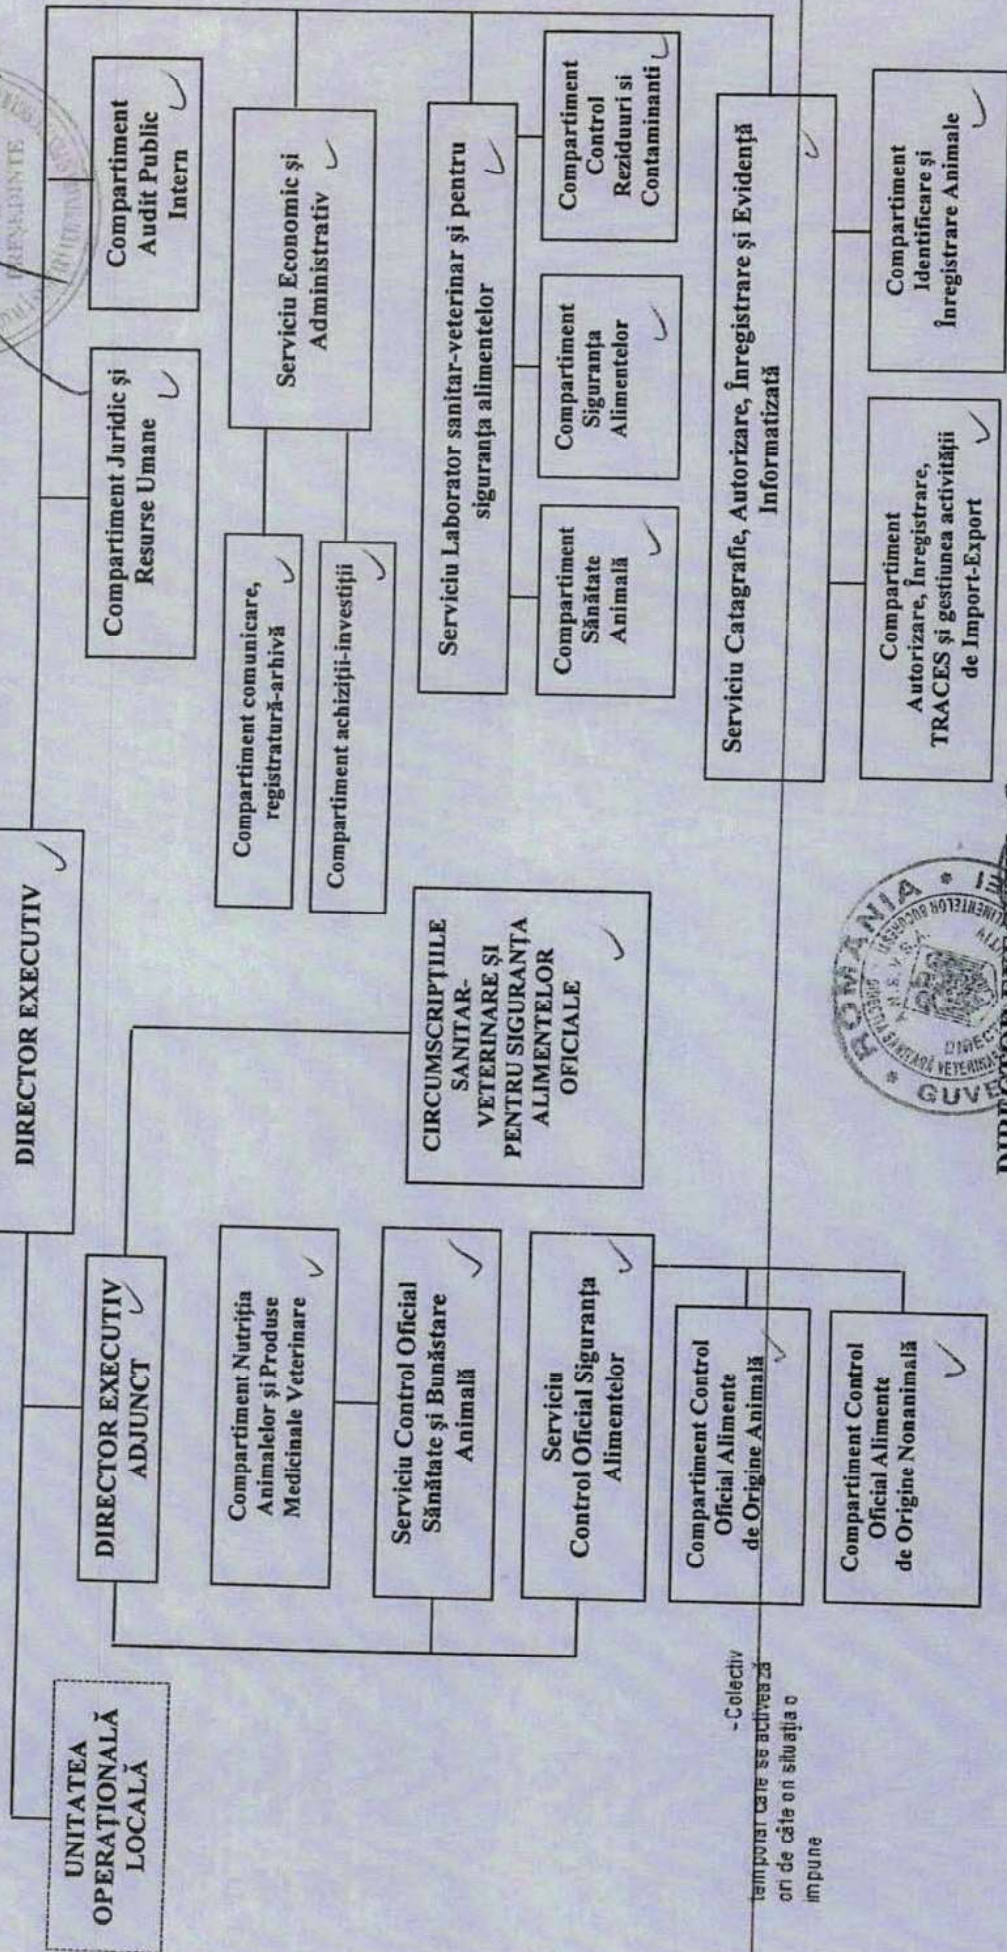 DIRECTOR EXECUTIV
UNITATEA
OPERAȚIONALĂ
LOCALĂ
DIRECTOR EXECUTIV
ADJUNCT
Compartiment Juridic și
Resurse Umane
Compartiment
Audit Public
Intern
PREȘEDINTE
Compartiment Nutriția
Animalelor și Produse
Medicinale Veterinare
Serviciu Control Oficial
Sănătate și Bunăstare
Animală
Serviciu
Control Oficial Siguranța
Alimentelor
Compartiment Control
Oficial Alimente
de Origine Animală
Compartiment Control
Oficial Alimente
de Origine Nonanimală
CIRCUMSCRIPȚIILE
SANITAR-
VETERINARE ȘI
PENTRU SIGURANȚA
ALIMENTELOR
OFICIALE
Serviciu Economic și
Administrativ
Compartiment comunicare,
registratură-arhivă
Compartiment achiziții-investiții
Serviciu Laborator sanitar-veterinar și pentru
siguranța alimentelor
Compartiment
Sănătate
Animală
Compartiment
Siguranța
Alimentelor
Compartiment
Control
Reziduuri si
Contaminanti
Serviciu Catagrafie, Autorizare, Înregistrare și Evidență
Informatizată
Compartiment
Autorizare, Înregistrare,
TRACES și gestiunea activității
de Import-Export
Compartiment
Identificare și
Înregistrare Animale
- Colectiv
temporar care se activează
ori de câte ori situația o
impune
ROMÂNIA